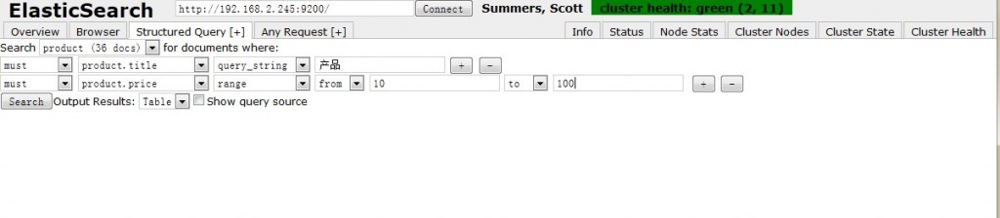 ElasticSearch http://192.168.2.245:9200/ Connect Summers, Scott cluster health: green (2, 11)
Overview Browser Structured Query [+] Any Request [+] Info Status Node Stats Cluster Nodes Cluster State Cluster Health
Search product (36 docs) for documents where:
must product.title query_string 产品 + -
must product.price range from 10 to 100 + -
Search Output Results: Table Show query source